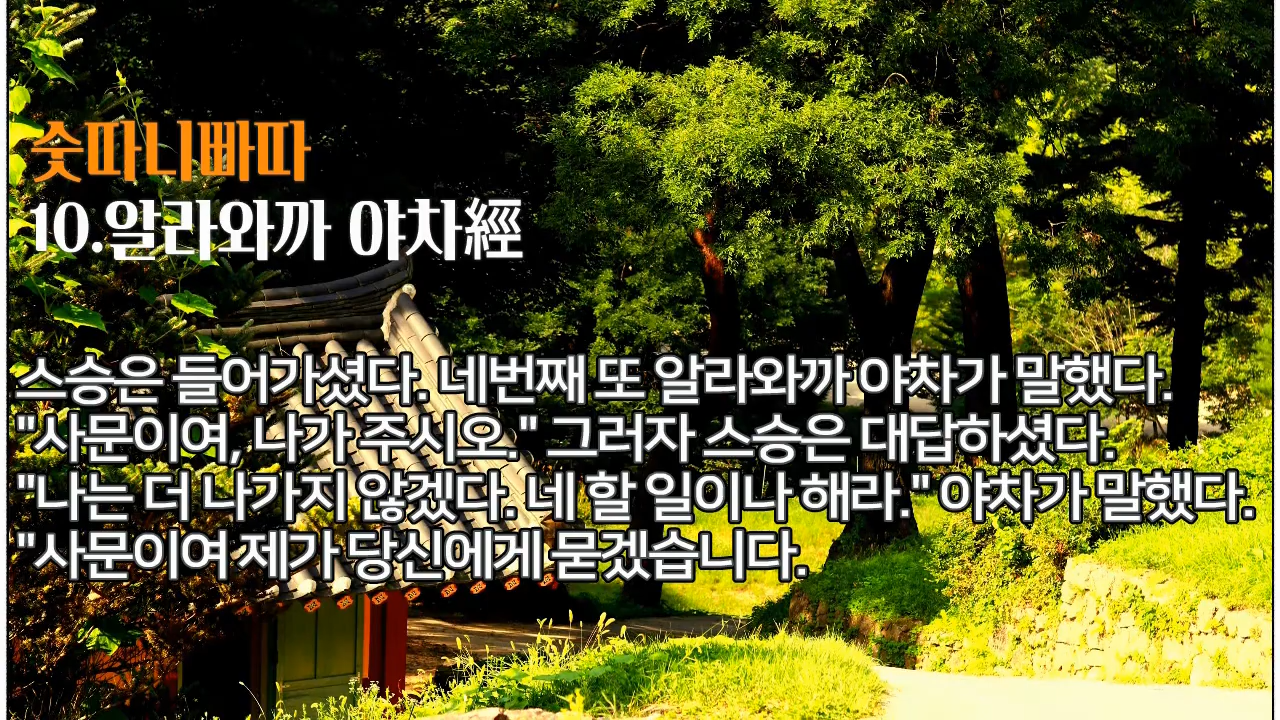 숫따니빠따
10.알라와까 야차經
스승은 들어가셨다. 네번째 또 알라와까 야차가 말했다.
"사문이여, 나가 주시오." 그러자 스승은 대답하셨다.
"나는 더 나가지 않겠다. 네 할 일이나 해라." 야차가 말했다.
"사문이여 제가 당신에게 묻겠습니다.